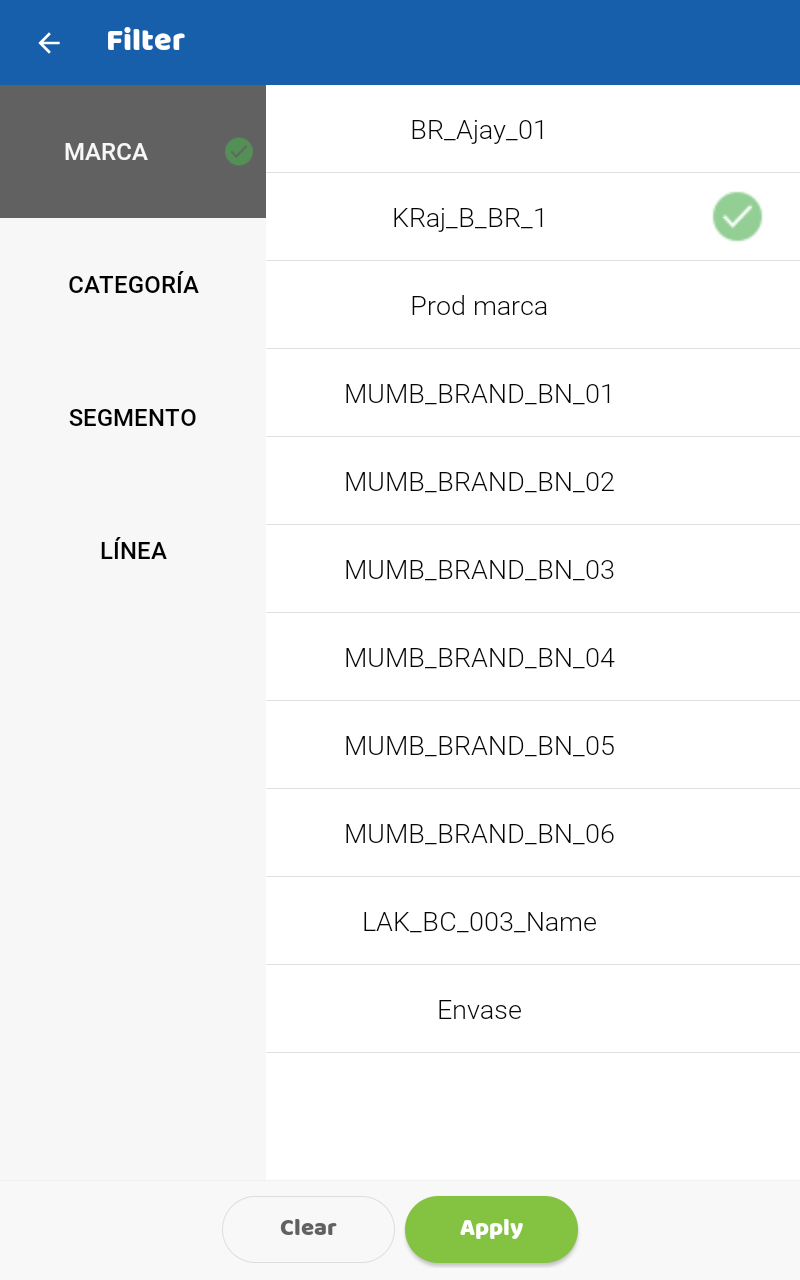 Filter
MARCA
CATEGORÍA
SEGMENTO
LÍNEA
BR_Ajay_01
KRaj_B_BR_1
Prod marca
MUMB_BRAND_BN_01
MUMB_BRAND_BN_02
MUMB_BRAND_BN_03
MUMB_BRAND_BN_04
MUMB_BRAND_BN_05
MUMB_BRAND_BN_06
LAK_BC_003_Name
Envase
Clear
Apply